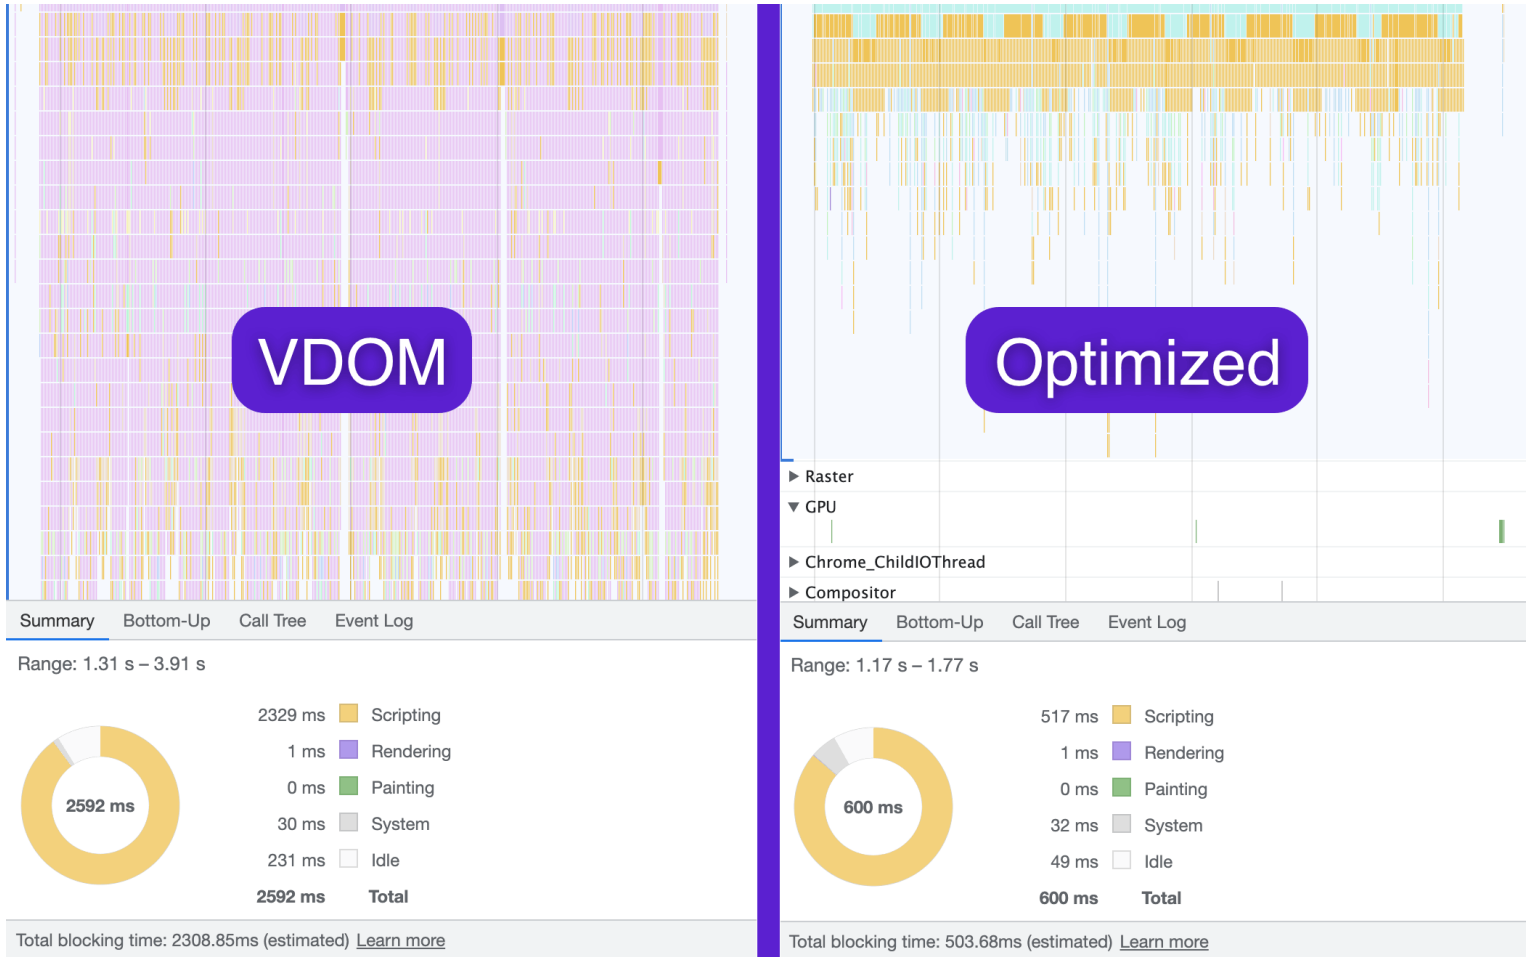 VDOM
Summary Bottom-Up Call Tree Event Log
Range: 1.31 s – 3.91 s
2592 ms
2329 ms Scripting
1 ms Rendering
0 ms Painting
30 ms System
231 ms Idle
2592 ms Total
Total blocking time: 2308.85ms (estimated) Learn more
Optimized
Raster
GPU
Chrome_ChildIOThread
Compositor
Summary Bottom-Up Call Tree Event Log
Range: 1.17 s – 1.77 s
600 ms
517 ms Scripting
1 ms Rendering
0 ms Painting
32 ms System
49 ms Idle
600 ms Total
Total blocking time: 503.68ms (estimated) Learn more